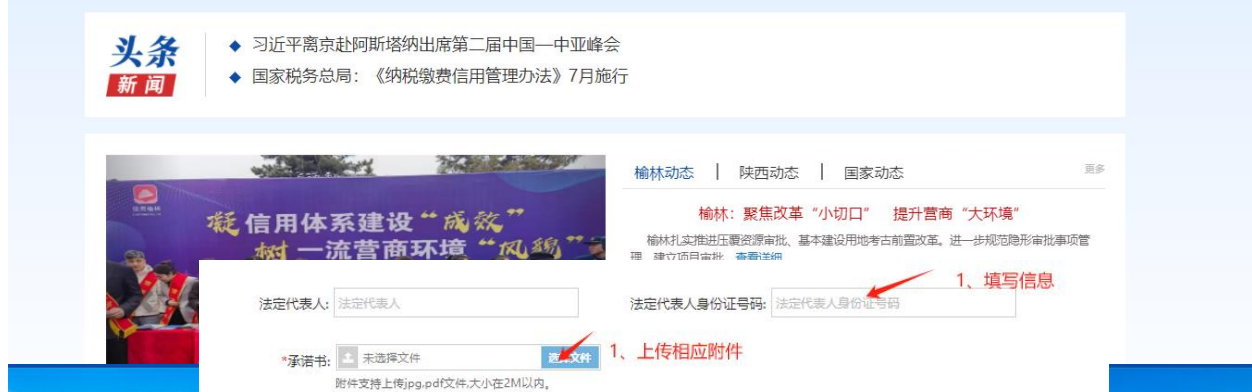 头条
新闻
◆ 习近平离京赴阿斯塔纳出席第二届中国—中亚峰会
◆ 国家税务总局：《纳税缴费信用管理办法》7月施行
信用榆林
凝信用体系建设“成效”
树一流营商环境“风貌”
榆林动态 | 陕西动态 | 国家动态
更多
榆林：聚焦改革“小切口” 提升营商“大环境”
榆林扎实推进压覆资源审批、基本建设用地考古前置改革。进一步规范隐形审批事项管
理，建立项目审批 查看详细
1、填写信息
法定代表人: 法定代表人
法定代表人身份证号码: 法定代表人身份证号码
*承诺书: 未选择文件 选择文件
1、上传相应附件
附件支持上传jpg,pdf文件,大小在2M以内。